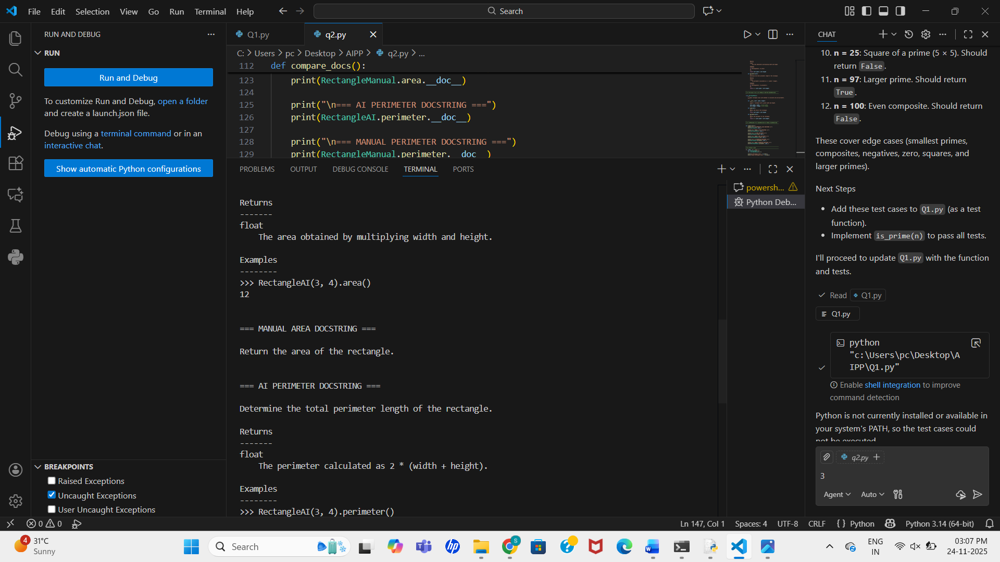 File Edit Selection View Go Run Terminal Help
Search
RUN AND DEBUG
RUN
Run and Debug
To customize Run and Debug, open a folder
and create a launch.json file.
Debug using a terminal command or in an
interactive chat.
Show automatic Python configurations
BREAKPOINTS
Raised Exceptions
Uncaught Exceptions
User Uncaught Exceptions
Q1.py
q2.py
C: > Users > pc > Desktop > AIPP > q2.py > ...
112 def compare_docs():
123 print(RectangleManual.area.__doc__)
124
125 print("\n=== AI PERIMETER DOCSTRING ===")
126 print(RectangleAI.perimeter.__doc__)
127
128 print("\n=== MANUAL PERIMETER DOCSTRING ===")
129 print(RectangleManual.perimeter.__doc__)
PROBLEMS OUTPUT DEBUG CONSOLE TERMINAL PORTS
powersh...
Python Deb...
Returns
-------
float
The area obtained by multiplying width and height.
Examples
--------
>>> RectangleAI(3, 4).area()
12
=== MANUAL AREA DOCSTRING ===
Return the area of the rectangle.
=== AI PERIMETER DOCSTRING ===
Determine the total perimeter length of the rectangle.
Returns
-------
float
The perimeter calculated as 2 * (width + height).
Examples
--------
>>> RectangleAI(3, 4).perimeter()
CHAT
10. n = 25: Square of a prime (5 × 5). Should
return False.
11. n = 97: Larger prime. Should return
True.
12. n = 100: Even composite. Should return
False.
These cover edge cases (smallest primes,
composites, negatives, zero, squares, and
larger primes).
Next Steps
• Add these test cases to Q1.py (as a test
function).
• Implement is_prime(n) to pass all tests.
I'll proceed to update Q1.py with the function
and tests.
Read Q1.py
Q1.py
python
"c:\Users\pc\Desktop\A
IPP\Q1.py"
Enable shell integration to improve
command detection
Python is not currently installed or available in
your system's PATH, so the test cases could
not be executed
q2.py
3
Agent Auto
0 0
Ln 147, Col 1 Spaces: 4 UTF-8 CRLF { } Python Python 3.14 (64-bit)
4
31°C
Sunny
Search
S
ENG
IN
03:07 PM
24-11-2025